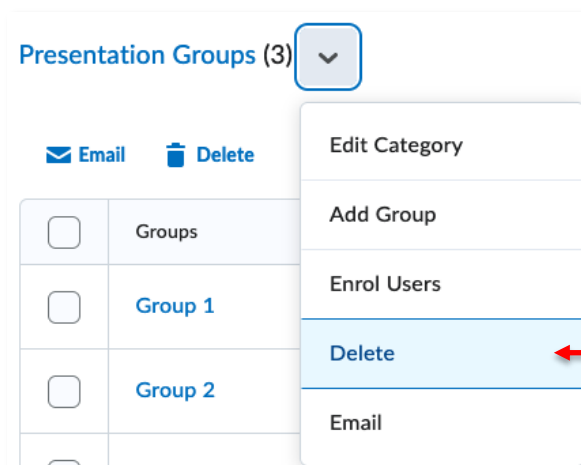 Presentation Groups (3)
Edit Category
Email Delete
Add Group
Groups
Enrol Users
Group 1
Delete
Group 2
Email